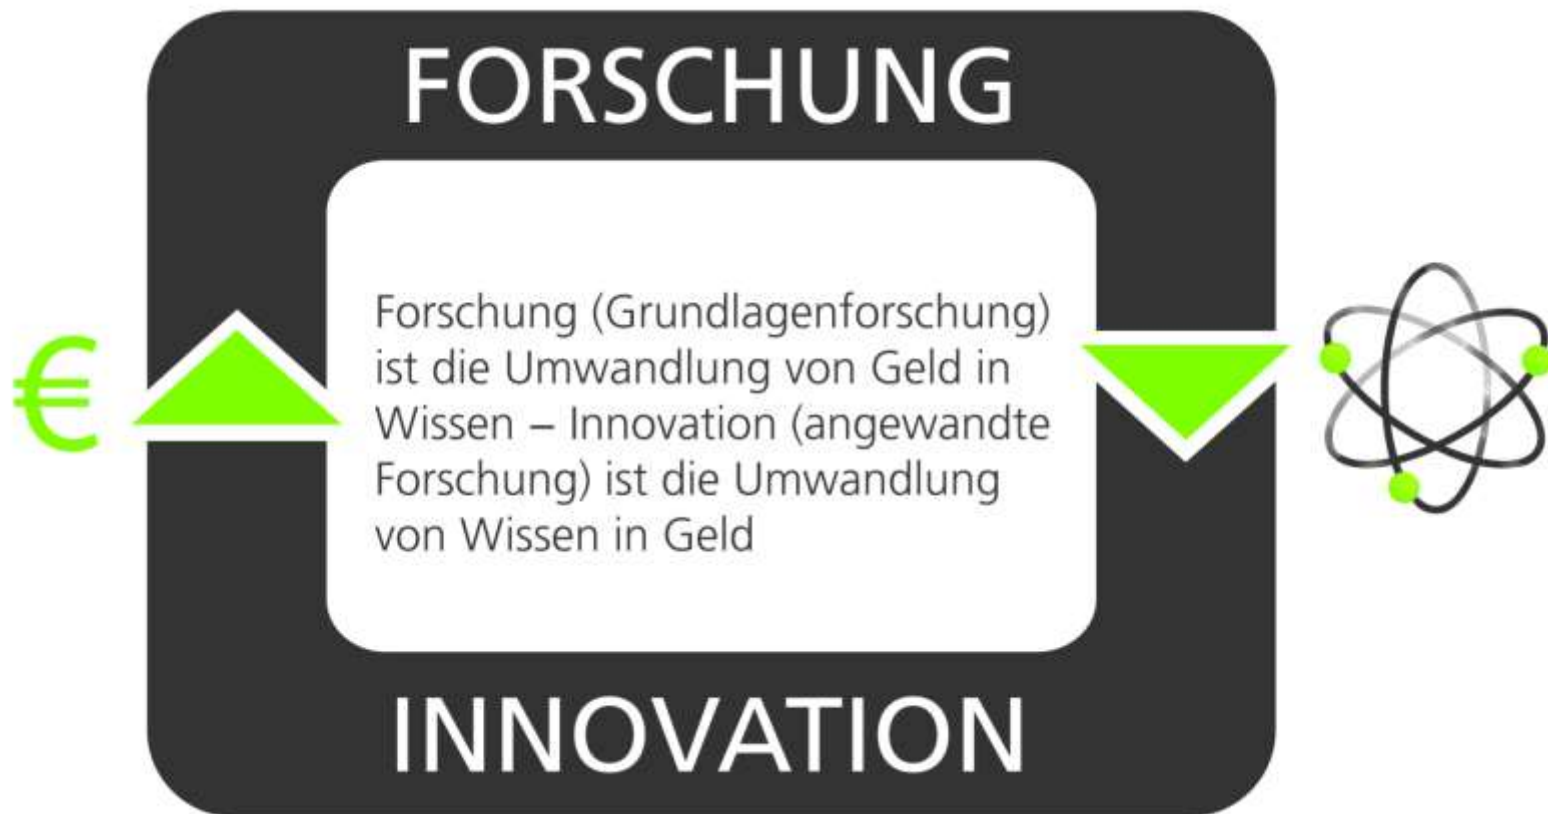 FORSCHUNG
€
Forschung (Grundlagenforschung)
ist die Umwandlung von Geld in
Wissen – Innovation (angewandte
Forschung) ist die Umwandlung
von Wissen in Geld
INNOVATION